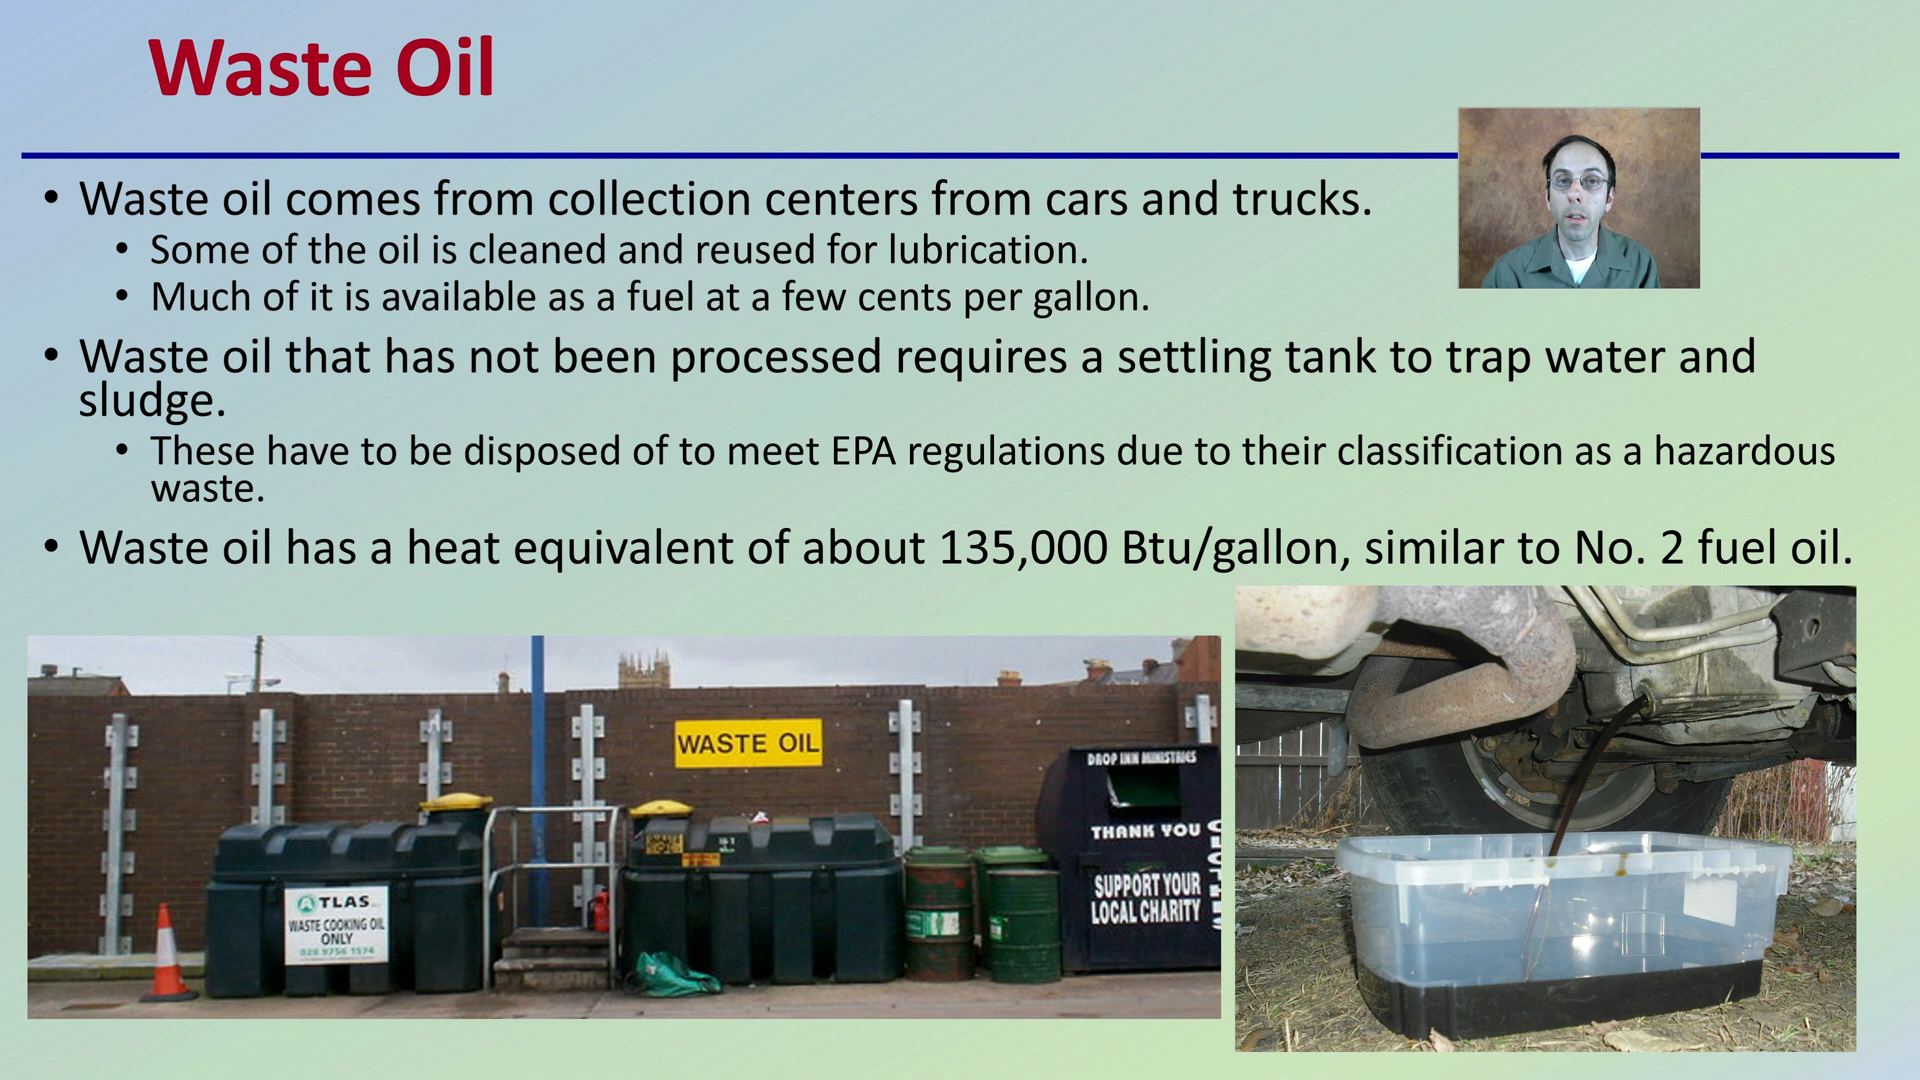 Waste Oil
• Waste oil comes from collection centers from cars and trucks.
• Some of the oil is cleaned and reused for lubrication.
• Much of it is available as a fuel at a few cents per gallon.
• Waste oil that has not been processed requires a settling tank to trap water and
sludge.
• These have to be disposed of to meet EPA regulations due to their classification as a hazardous
waste.
• Waste oil has a heat equivalent of about 135,000 Btu/gallon, similar to No. 2 fuel oil.
WASTE OIL
DROP INN MINISTRIES
THANK YOU
SUPPORT YOUR
LOCAL CHARITY
ATLAS
WASTE COOKING OIL
ONLY
028 9756 1574